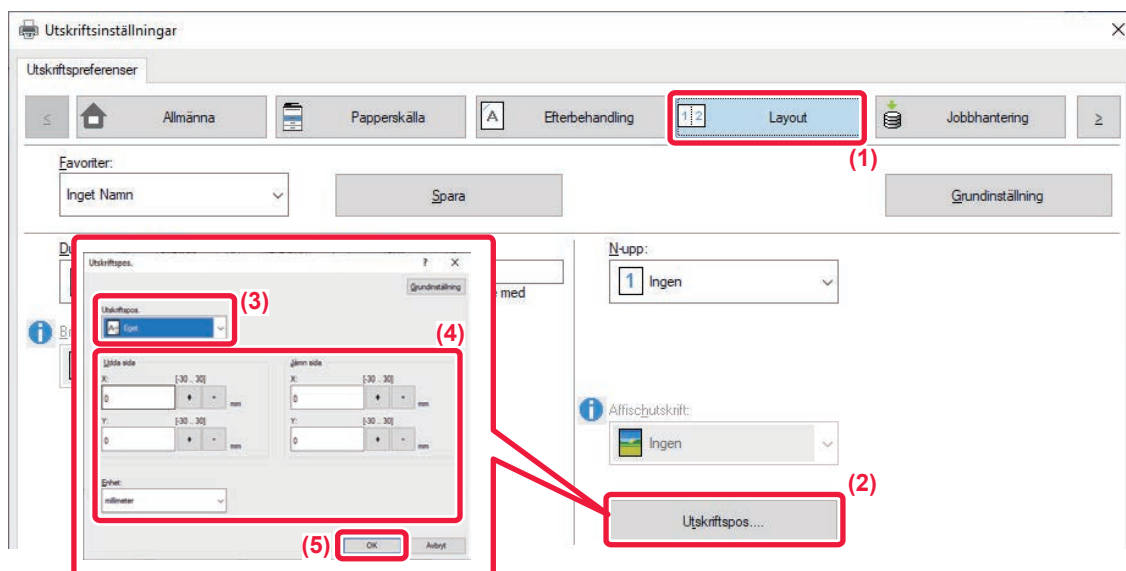 Utskriftsinställningar
Utskriftspreferenser
< Allmänna Papperskälla Efterbehandling Layout Jobbhantering >
(1)
Favoriter:
Inget Namn
Spara
Grundinställning
Utskriftspos. ? X
Grundinställning
Utskriftspos.
Eget
(3)
(4)
Udda sida
X: [-30 .. 30]
0 + - mm
Y: [-30 .. 30]
0 + - mm
Jämn sida
X: [-30 .. 30]
0 + - mm
Y: [-30 .. 30]
0 + - mm
Enhet:
millimeter
(5)
OK Avbryt
med
N-upp:
1 Ingen
Affischutskrift:
Ingen
(2)
Utskriftspos....